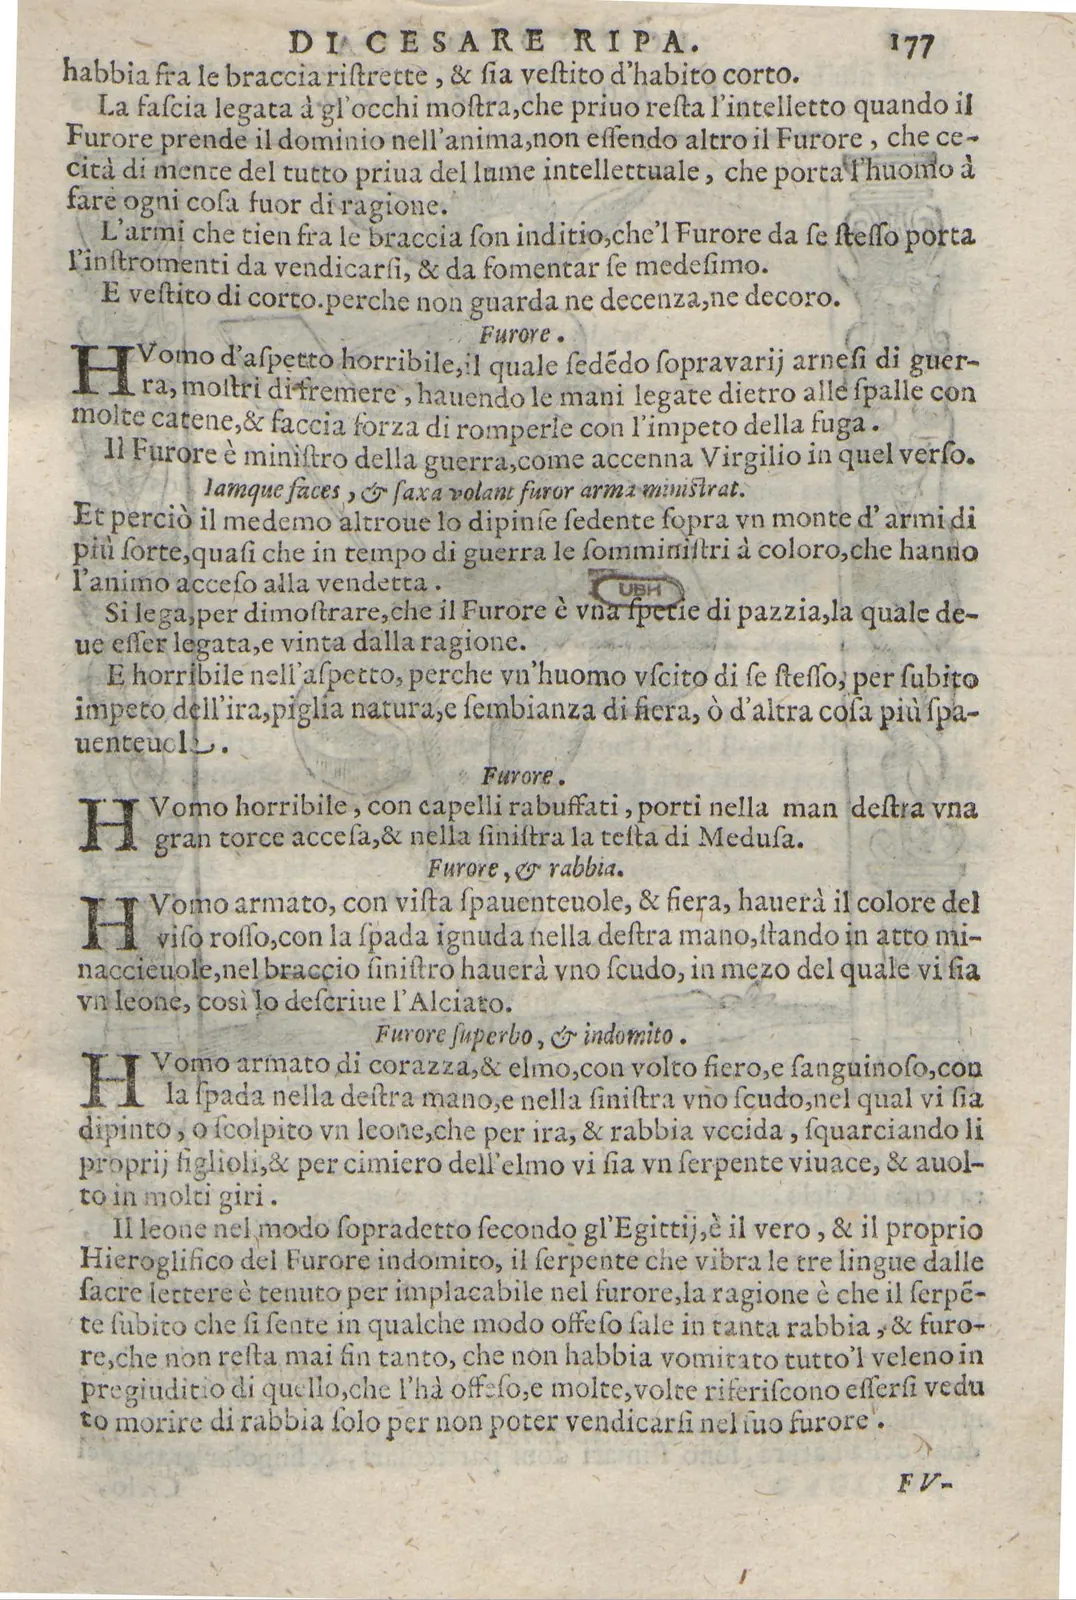 DI CESARE RIPA. 177
habbia fra le braccia riſtrette, & ſia veſtito d'habito corto.
La faſcia legata à gl'occhi moſtra,che priuo reſta l'intelletto quando il
Furore prende il dominio nell'anima,non eſſendo altro il Furore, che ce-
cità di mente del tutto priua del lume intellettuale, che porta l'huomo à
fare ogni coſa fuor di ragione.
L'armi che tien fra le braccia ſon inditio,che'l Furore da ſe ſteſſo porta
l'inſtromenti da vendicarſi, & da fomentar ſe medeſimo.
E veſtito di corto.perche non guarda ne decenza,ne decoro.
Furore.
HVomo d'aſpetto horribile,il quale ſedẽdo ſopravarij arneſi di guer-
ra, moſtri di fremere, hauendo le mani legate dietro alle ſpalle con
molte catene,& faccia forza di romperle con l'impeto della fuga.
Il Furore è miniſtro della guerra,come accenna Virgilio in quel verſo.
Iamque faces, & ſaxa volant furor arma miniſtrat.
Et perciò il medemo altroue lo dipinſe ſedente ſopra vn monte d'armi di
più ſorte,quaſi che in tempo di guerra le ſomminiſtri à coloro,che hanno
l'animo acceſo alla vendetta.
UBH
Si lega,per dimoſtrare,che il Furore è vna ſpetie di pazzia,la quale de-
ue eſſer legata,e vinta dalla ragione.
E horribile nell'aſpetto, perche vn'huomo vſcito di ſe ſteſſo, per ſubito
impeto dell'ira,piglia natura,e ſembianza di fiera, ò d'altra coſa più ſpa-
uenteuole.
Furore.
HVomo horribile, con capelli rabuffati, porti nella man deſtra vna
gran torce acceſa,& nella ſiniſtra la teſta di Meduſa.
Furore, & rabbia.
HVomo armato, con viſta ſpauenteuole, & fiera, hauerà il colore del
viſo roſſo,con la ſpada ignuda nella deſtra mano,ſtando in atto mi-
naccieuole,nel braccio ſiniſtro hauerà vno ſcudo, in mezo del quale vi ſia
vn leone, così lo deſcriue l'Alciato.
Furore ſuperbo, & indomito.
HVomo armato di corazza,& elmo,con volto fiero,e ſanguinoſo,con
la ſpada nella deſtra mano,e nella ſiniſtra vno ſcudo,nel qual vi ſia
dipinto, o ſcolpito vn leone,che per ira, & rabbia vccida, ſquarciando li
proprij figlioli,& per cimiero dell'elmo vi ſia vn ſerpente viuace, & auol-
to in molti giri.
Il leone nel modo ſopradetto ſecondo gl'Egittij,è il vero, & il proprio
Hieroglifico del Furore indomito, il ſerpente che vibra le tre lingue dalle
ſacre lettere è tenuto per implacabile nel furore,la ragione è che il ſerpẽ-
te ſubito che ſi ſente in qualche modo offeſo ſale in tanta rabbia, & furo-
re,che non reſta mai fin tanto, che non habbia vomitato tutto'l veleno in
pregiuditio di quello,che l'hà offeſo,e molte,volte riferiſcono eſſerſi vedu
to morire di rabbia ſolo per non poter vendicarſi nel ſuo furore.
FV-